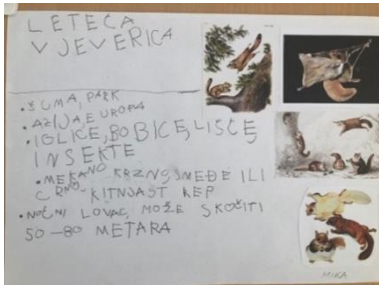 LETEĆA
VJEVERICA
• ŠUMA, PARK
• AZIJA, EUROPA
• IGLICE, BOBICE, LIŠĆE,
INSEKTE
• MEKANO KRZNO, SMEĐE ILI
CRNO, KITNJAST REP
• NOĆNI LOVAC, MOŽE SKOČITI
50-80 METARA
MIKA